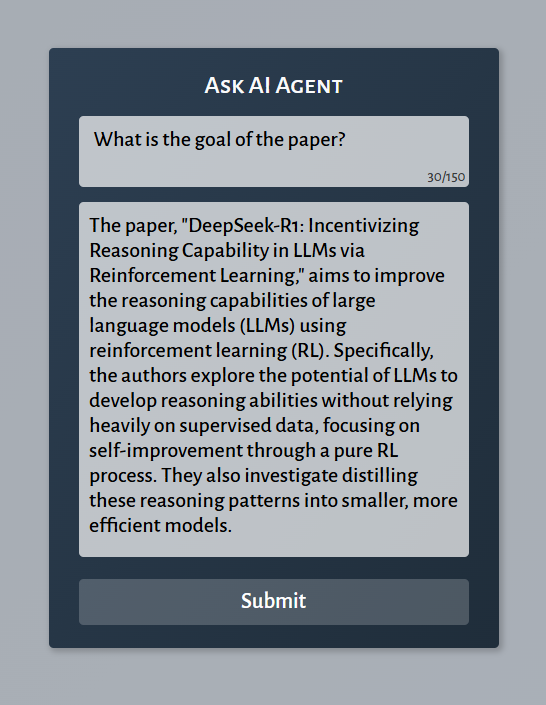 Ask AI Agent
What is the goal of the paper?
30/150
The paper, "DeepSeek-R1: Incentivizing
Reasoning Capability in LLMs via
Reinforcement Learning," aims to improve
the reasoning capabilities of large
language models (LLMs) using
reinforcement learning (RL). Specifically,
the authors explore the potential of LLMs to
develop reasoning abilities without relying
heavily on supervised data, focusing on
self-improvement through a pure RL
process. They also investigate distilling
these reasoning patterns into smaller, more
efficient models.
Submit